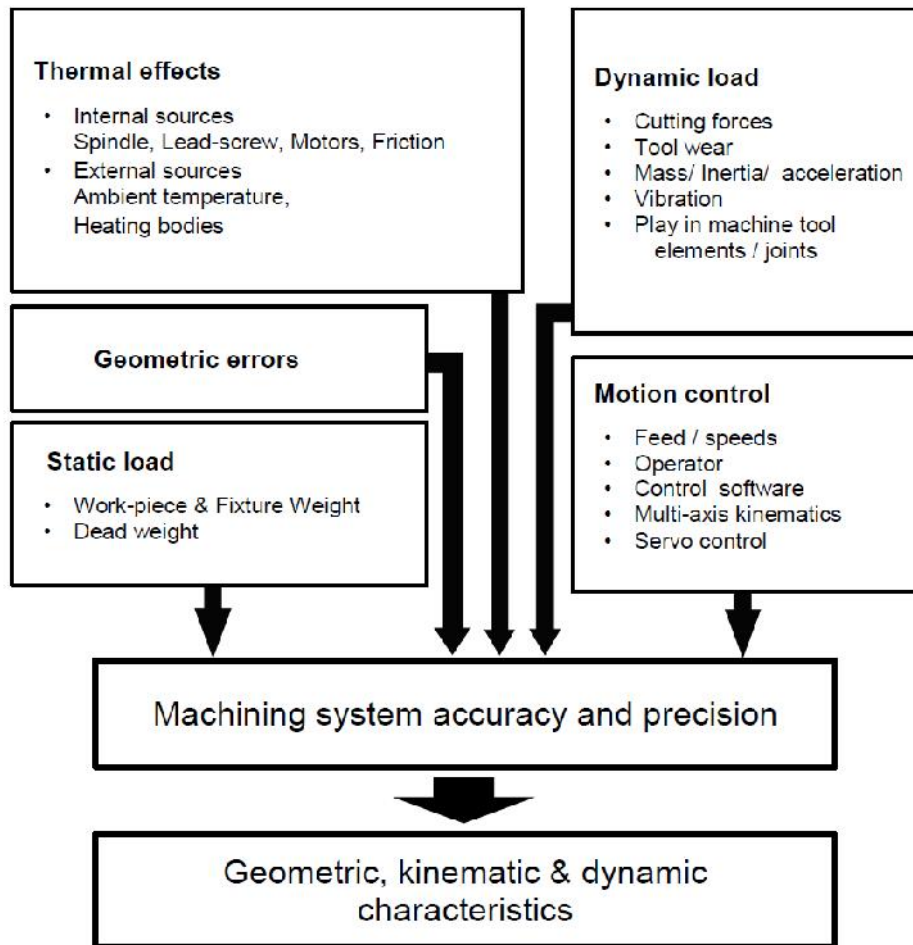 Thermal effects
• Internal sources
Spindle, Lead-screw, Motors, Friction
• External sources
Ambient temperature,
Heating bodies
Geometric errors
Static load
• Work-piece & Fixture Weight
• Dead weight
Dynamic load
• Cutting forces
• Tool wear
• Mass/ Inertia/ acceleration
• Vibration
• Play in machine tool
elements / joints
Motion control
• Feed / speeds
• Operator
• Control software
• Multi-axis kinematics
• Servo control
Machining system accuracy and precision
Geometric, kinematic & dynamic
characteristics